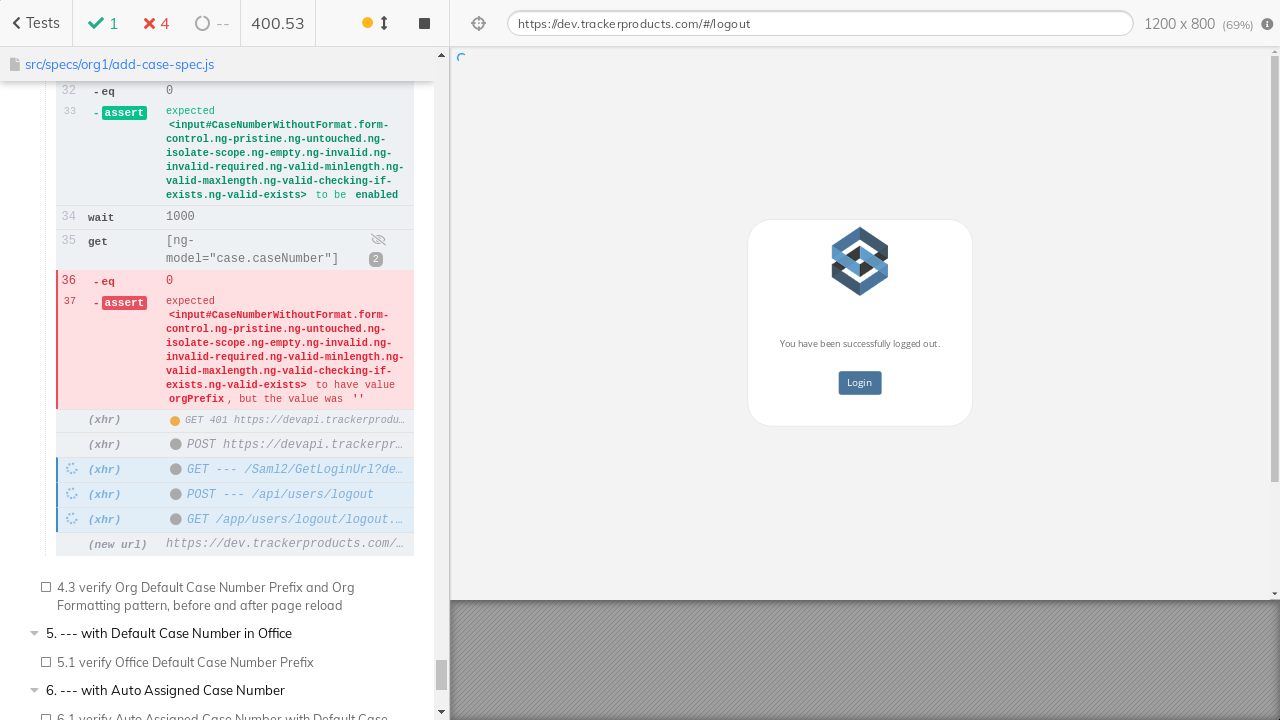 Tests
1
4
--
400.53
https://dev.trackerproducts.com/#/logout
1200 x 800 (69%)
src/specs/org1/add-case-spec.js
32 - eq 0
33 - assert expected
<input#CaseNumberWithoutFormat.form-
control.ng-pristine.ng-untouched.ng-
isolate-scope.ng-empty.ng-invalid.ng-
invalid-required.ng-valid-minlength.ng-
valid-maxlength.ng-valid-checking-if-
exists.ng-valid-exists> to be enabled
34 wait 1000
35 get [ng-
model="case.caseNumber"] 2
36 - eq 0
37 - assert expected
<input#CaseNumberWithoutFormat.form-
control.ng-pristine.ng-untouched.ng-
isolate-scope.ng-empty.ng-invalid.ng-
invalid-required.ng-valid-minlength.ng-
valid-maxlength.ng-valid-checking-if-
exists.ng-valid-exists> to have value
orgPrefix, but the value was ''
(xhr) GET 401 https://devapi.trackerprodu…
(xhr) POST https://devapi.trackerpr…
(xhr) GET --- /Saml2/GetLoginUrl?de…
(xhr) POST --- /api/users/logout
(xhr) GET /app/users/logout/logout.…
(new url) https://dev.trackerproducts.com/…
4.3 verify Org Default Case Number Prefix and Org
Formatting pattern, before and after page reload
5. --- with Default Case Number in Office
5.1 verify Office Default Case Number Prefix
6. --- with Auto Assigned Case Number
6.1 verify Auto Assigned Case Number with Default Case
You have been successfully logged out.
Login